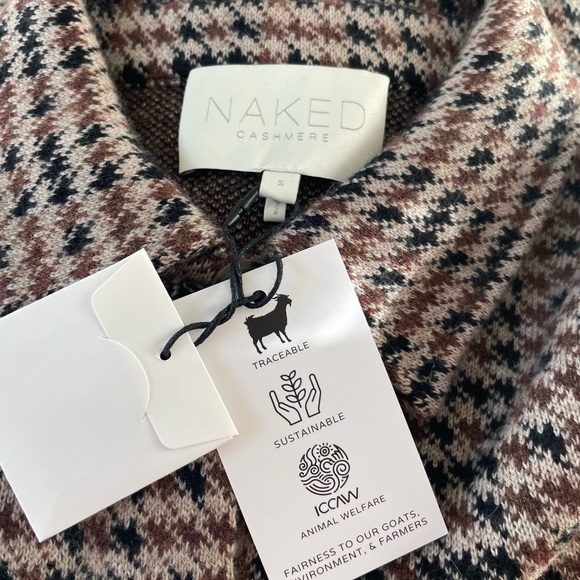 NAKED
CASHMERE
S
TRACEABLE
SUSTAINABLE
ICCAW
ANIMAL WELFARE
FAIRNESS TO OUR GOATS,
ENVIRONMENT, & FARMERS